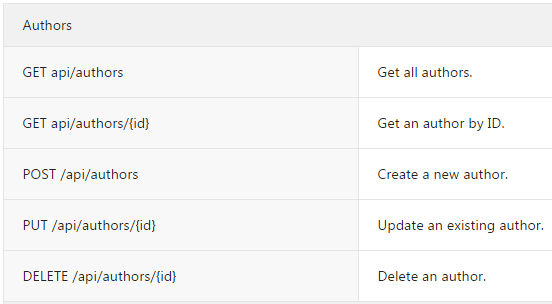 Authors
GET api/authors
Get all authors.
GET api/authors/{id}
Get an author by ID.
POST /api/authors
Create a new author.
PUT /api/authors/{id}
Update an existing author.
DELETE /api/authors/{id}
Delete an author.